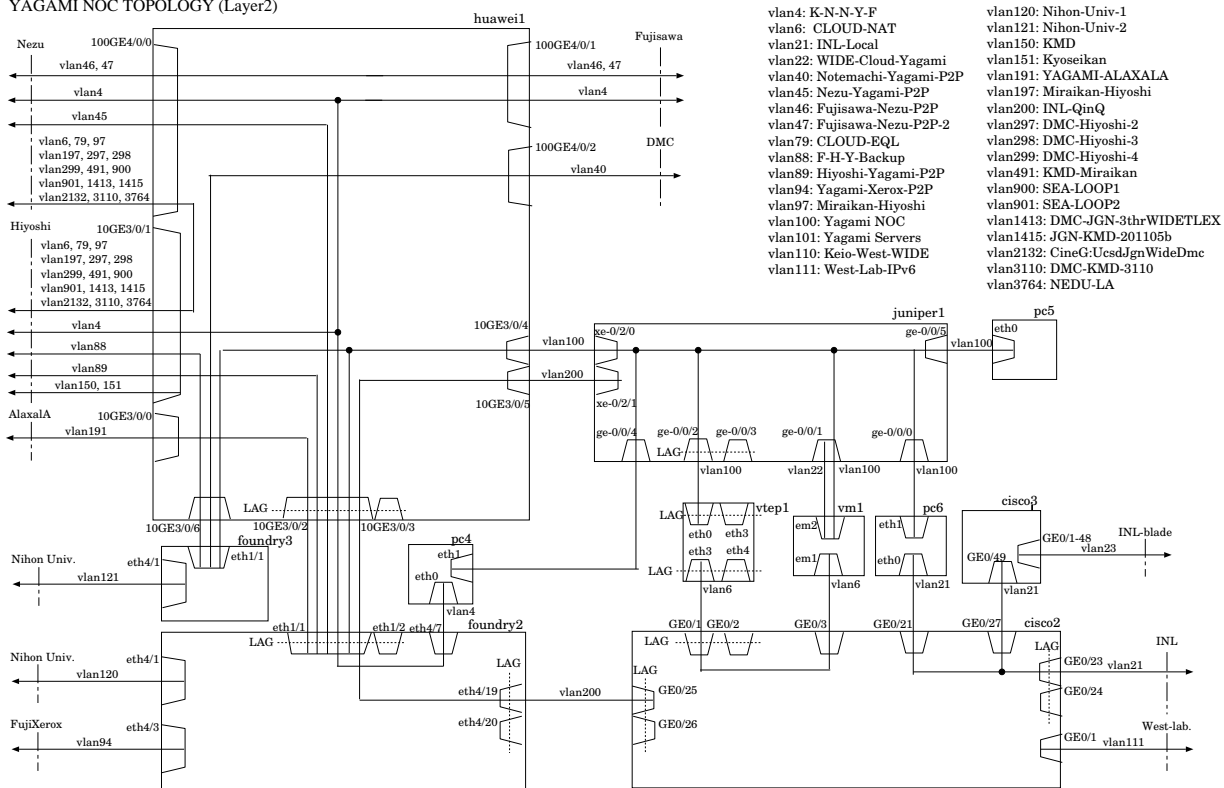 YAGAMI NOC TOPOLOGY (Layer2)
huawei1
Nezu
100GE4/0/0
100GE4/0/1
Fujisawa
vlan46, 47
vlan46, 47
vlan4
vlan4
vlan45
100GE4/0/2
DMC
vlan40
vlan6, 79, 97
vlan197, 297, 298
vlan299, 491, 900
vlan901, 1413, 1415
vlan2132, 3110, 3764
Hiyoshi
10GE3/0/1
vlan6, 79, 97
vlan197, 297, 298
vlan299, 491, 900
vlan901, 1413, 1415
vlan2132, 3110, 3764
vlan4
vlan88
vlan89
vlan150, 151
AlaxalA
10GE3/0/0
vlan191
10GE3/0/4
vlan100
vlan200
10GE3/0/5
LAG
10GE3/0/6
10GE3/0/2
10GE3/0/3
vlan4: K-N-N-Y-F
vlan6: CLOUD-NAT
vlan21: INL-Local
vlan22: WIDE-Cloud-Yagami
vlan40: Notemachi-Yagami-P2P
vlan45: Nezu-Yagami-P2P
vlan46: Fujisawa-Nezu-P2P
vlan47: Fujisawa-Nezu-P2P-2
vlan79: CLOUD-EQL
vlan88: F-H-Y-Backup
vlan89: Hiyoshi-Yagami-P2P
vlan94: Yagami-Xerox-P2P
vlan97: Miraikan-Hiyoshi
vlan100: Yagami NOC
vlan101: Yagami Servers
vlan110: Keio-West-WIDE
vlan111: West-Lab-IPv6
vlan120: Nihon-Univ-1
vlan121: Nihon-Univ-2
vlan150: KMD
vlan151: Kyoseikan
vlan191: YAGAMI-ALAXALA
vlan197: Miraikan-Hiyoshi
vlan200: INL-QinQ
vlan297: DMC-Hiyoshi-2
vlan298: DMC-Hiyoshi-3
vlan299: DMC-Hiyoshi-4
vlan491: KMD-Miraikan
vlan900: SEA-LOOP1
vlan901: SEA-LOOP2
vlan1413: DMC-JGN-3thrWIDETLEX
vlan1415: JGN-KMD-201105b
vlan2132: CineG:UcsdJgnWideDmc
vlan3110: DMC-KMD-3110
vlan3764: NEDU-LA
juniper1
pc5
xe-0/2/0
ge-0/0/5
vlan100
eth0
xe-0/2/1
ge-0/0/4
ge-0/0/2
ge-0/0/3
ge-0/0/1
ge-0/0/0
LAG
vlan100
vlan22
vlan100
vlan100
vtep1
LAG
eth0
eth3
eth3
eth4
LAG
vlan6
vm1
em2
em1
vlan6
pc6
eth1
eth0
vlan21
cisco3
GE0/1-48
INL-blade
vlan23
GE0/49
vlan21
foundry3
eth4/1
eth1/1
Nihon Univ.
vlan121
pc4
eth1
eth0
vlan4
foundry2
eth1/1
eth1/2
eth4/7
LAG
Nihon Univ.
eth4/1
vlan120
FujiXerox
eth4/3
vlan94
LAG
eth4/19
eth4/20
vlan200
cisco2
GE0/1
GE0/2
GE0/3
GE0/21
GE0/27
LAG
LAG
GE0/25
GE0/26
LAG
GE0/23
vlan21
INL
GE0/24
West-lab.
GE0/1
vlan111